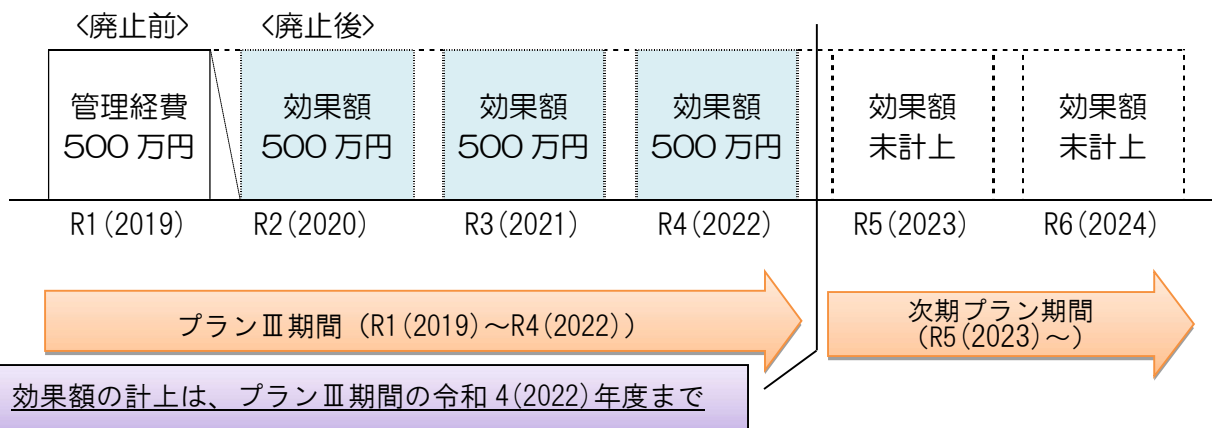 <廃止前> <廃止後>
管理経費 効果額 効果額 効果額 効果額 効果額
500万円 500万円 500万円 500万円 未計上 未計上
R1(2019) R2(2020) R3(2021) R4(2022) R5(2023) R6(2024)
プランⅢ期間（R1(2019)～R4(2022)）
次期プラン期間
(R5(2023)～)
効果額の計上は、プランⅢ期間の令和4(2022)年度まで